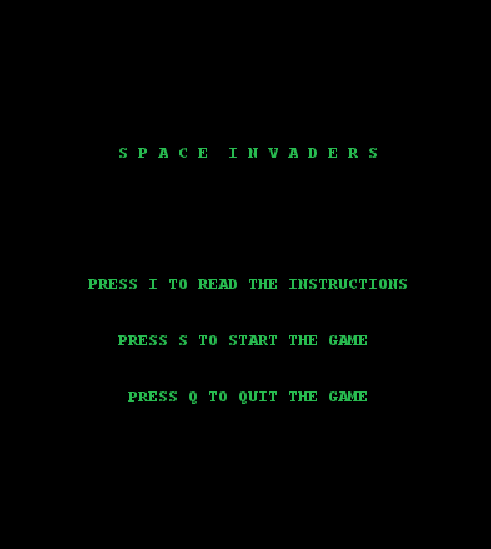 S P A C E  I N V A D E R S
PRESS I TO READ THE INSTRUCTIONS
PRESS S TO START THE GAME
PRESS Q TO QUIT THE GAME